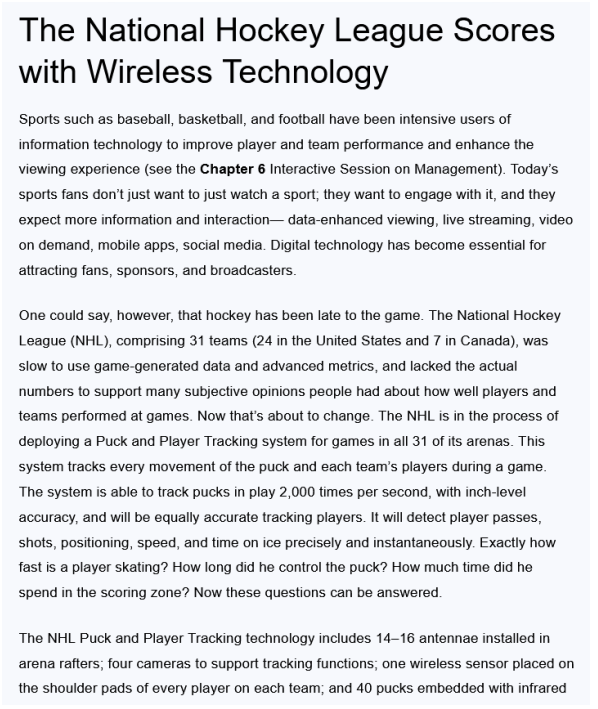 The National Hockey League Scores
with Wireless Technology
Sports such as baseball, basketball, and football have been intensive users of
information technology to improve player and team performance and enhance the
viewing experience (see the Chapter 6 Interactive Session on Management). Today’s
sports fans don’t just want to just watch a sport; they want to engage with it, and they
expect more information and interaction— data-enhanced viewing, live streaming, video
on demand, mobile apps, social media. Digital technology has become essential for
attracting fans, sponsors, and broadcasters.
One could say, however, that hockey has been late to the game. The National Hockey
League (NHL), comprising 31 teams (24 in the United States and 7 in Canada), was
slow to use game-generated data and advanced metrics, and lacked the actual
numbers to support many subjective opinions people had about how well players and
teams performed at games. Now that’s about to change. The NHL is in the process of
deploying a Puck and Player Tracking system for games in all 31 of its arenas. This
system tracks every movement of the puck and each team’s players during a game.
The system is able to track pucks in play 2,000 times per second, with inch-level
accuracy, and will be equally accurate tracking players. It will detect player passes,
shots, positioning, speed, and time on ice precisely and instantaneously. Exactly how
fast is a player skating? How long did he control the puck? How much time did he
spend in the scoring zone? Now these questions can be answered.
The NHL Puck and Player Tracking technology includes 14–16 antennae installed in
arena rafters; four cameras to support tracking functions; one wireless sensor placed on
the shoulder pads of every player on each team; and 40 pucks embedded with infrared